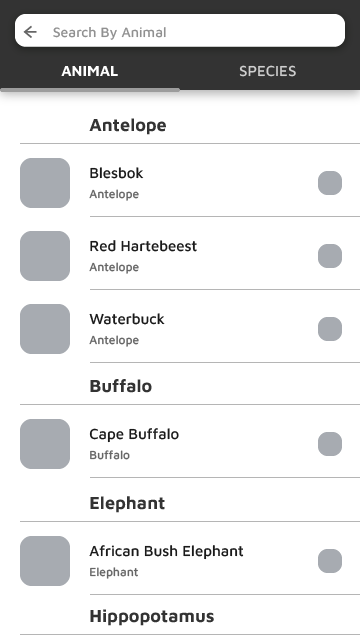 Search By Animal
ANIMAL
SPECIES
Antelope
Blesbok
Antelope
Red Hartebeest
Antelope
Waterbuck
Antelope
Buffalo
Cape Buffalo
Buffalo
Elephant
African Bush Elephant
Elephant
Hippopotamus